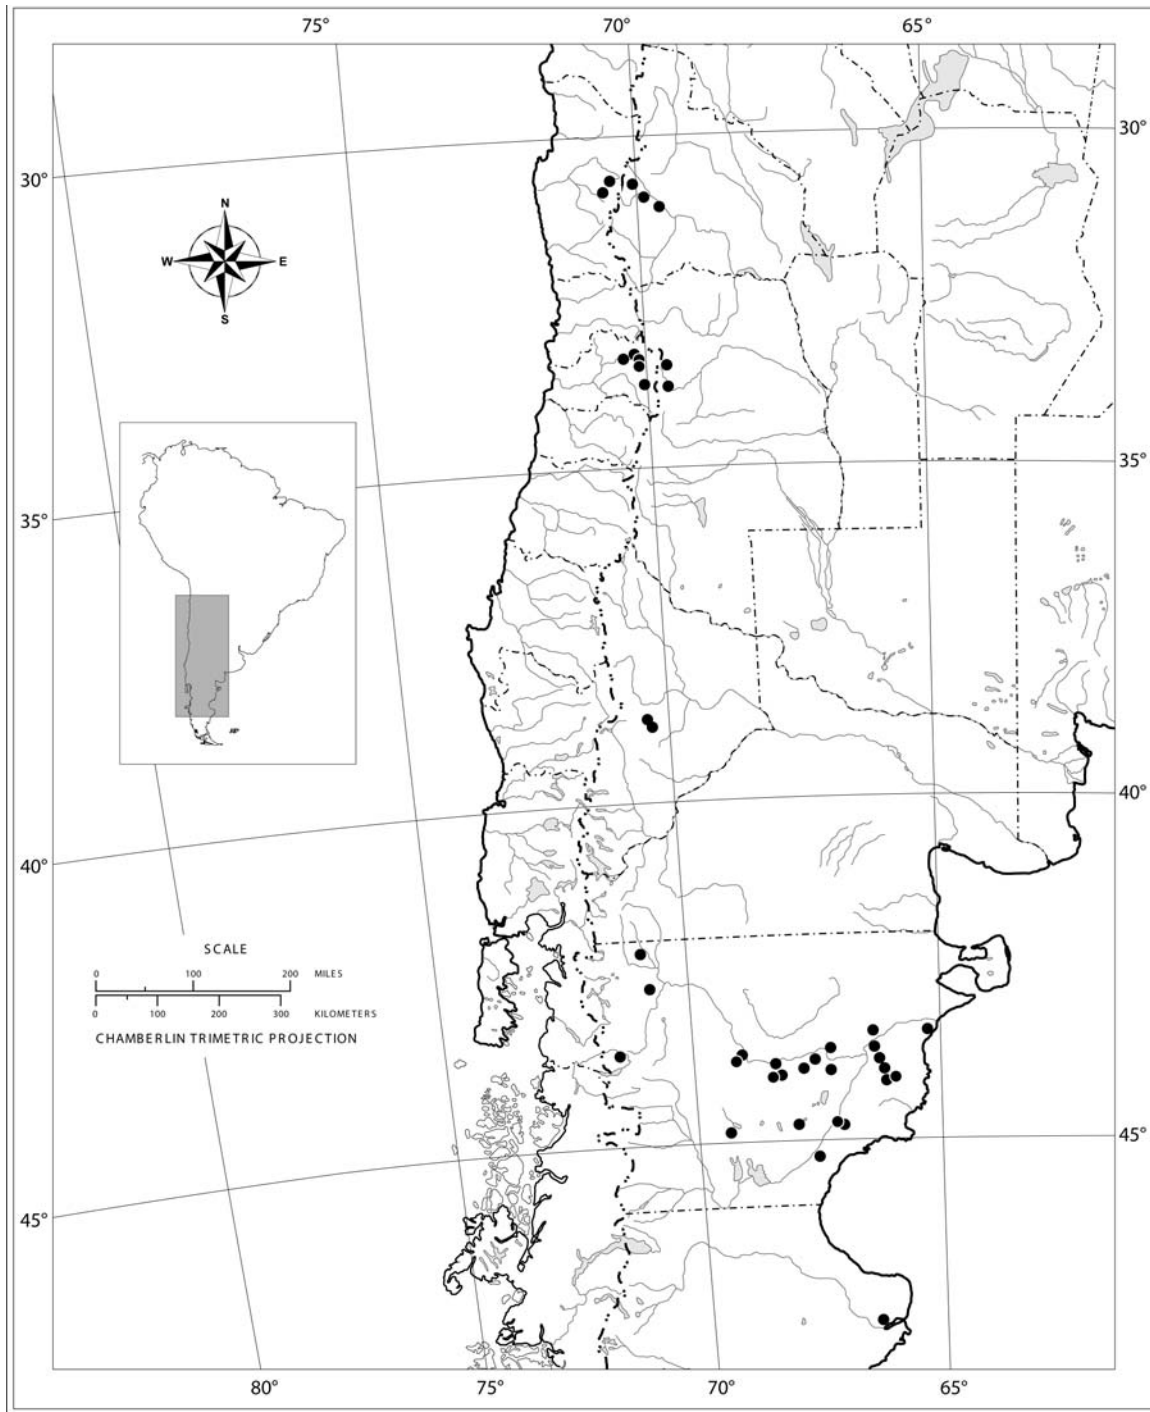 75° 70° 65°
30° 30°
N
W E
S
35° 35°
40° 40°
SCALE
0 100 200 MILES
0 100 200 300 KILOMETERS
CHAMBERLIN TRIMETRIC PROJECTION
45° 45°
80° 75° 70° 65°